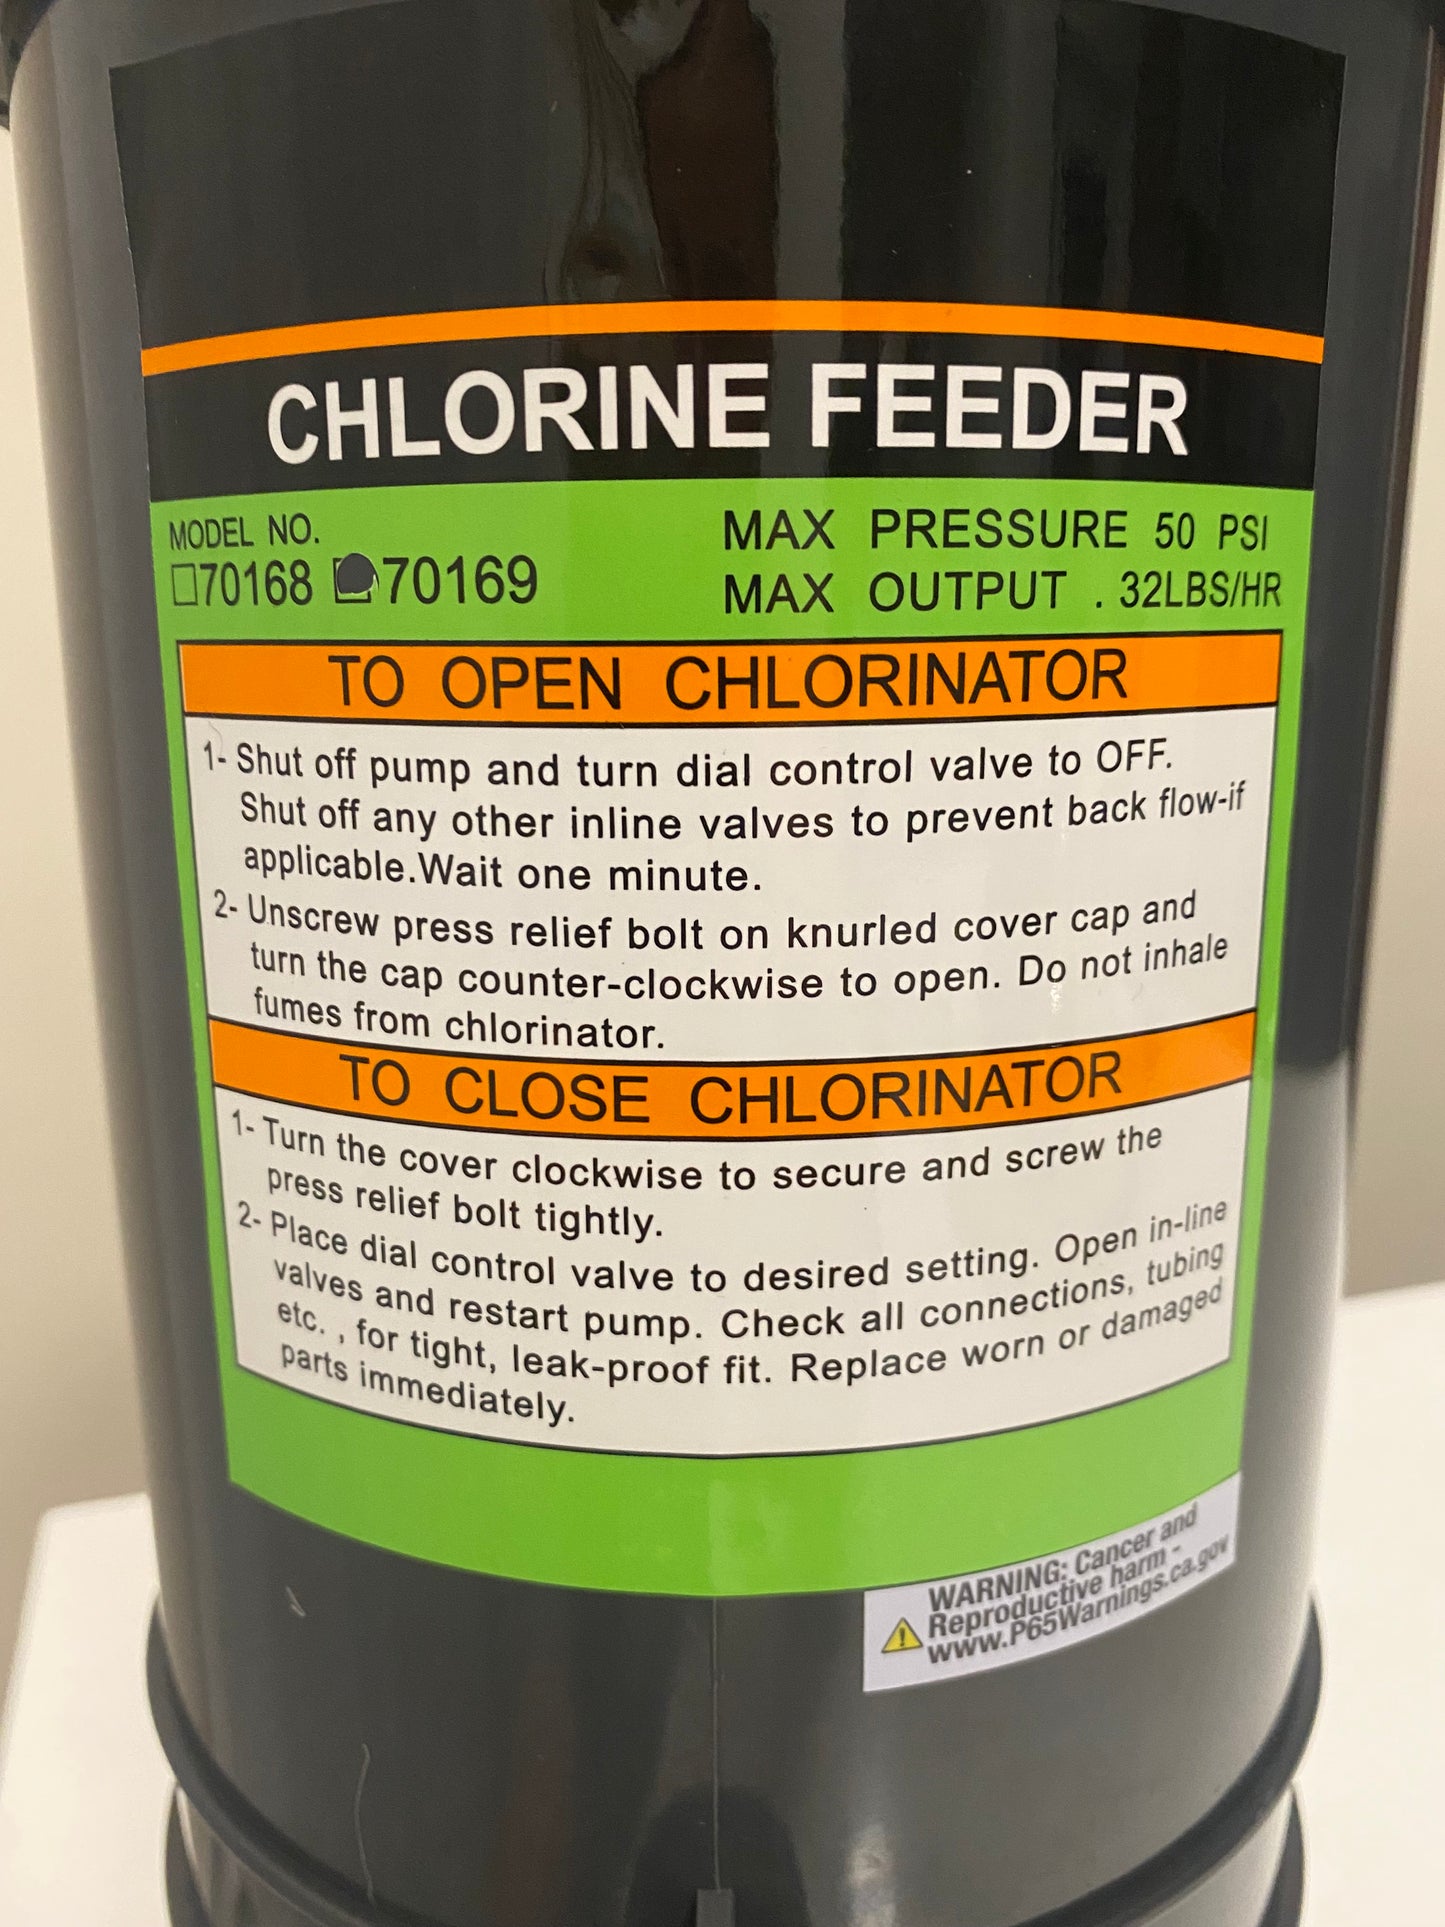 CHLORINE FEEDER
MODEL NO.
70168 70169
MAX PRESSURE 50 PSI
MAX OUTPUT . 32LBS/HR
TO OPEN CHLORINATOR
1- Shut off pump and turn dial control valve to OFF.
Shut off any other inline valves to prevent back flow-if
applicable.Wait one minute.
2- Unscrew press relief bolt on knurled cover cap and
turn the cap counter-clockwise to open. Do not inhale
fumes from chlorinator.
TO CLOSE CHLORINATOR
1- Turn the cover clockwise to secure and screw the
press relief bolt tightly.
2- Place dial control valve to desired setting. Open in-line
valves and restart pump. Check all connections, tubing
etc. , for tight, leak-proof fit. Replace worn or damaged
parts immediately.
WARNING: Cancer and
Reproductive harm -
www.P65Warnings.ca.gov